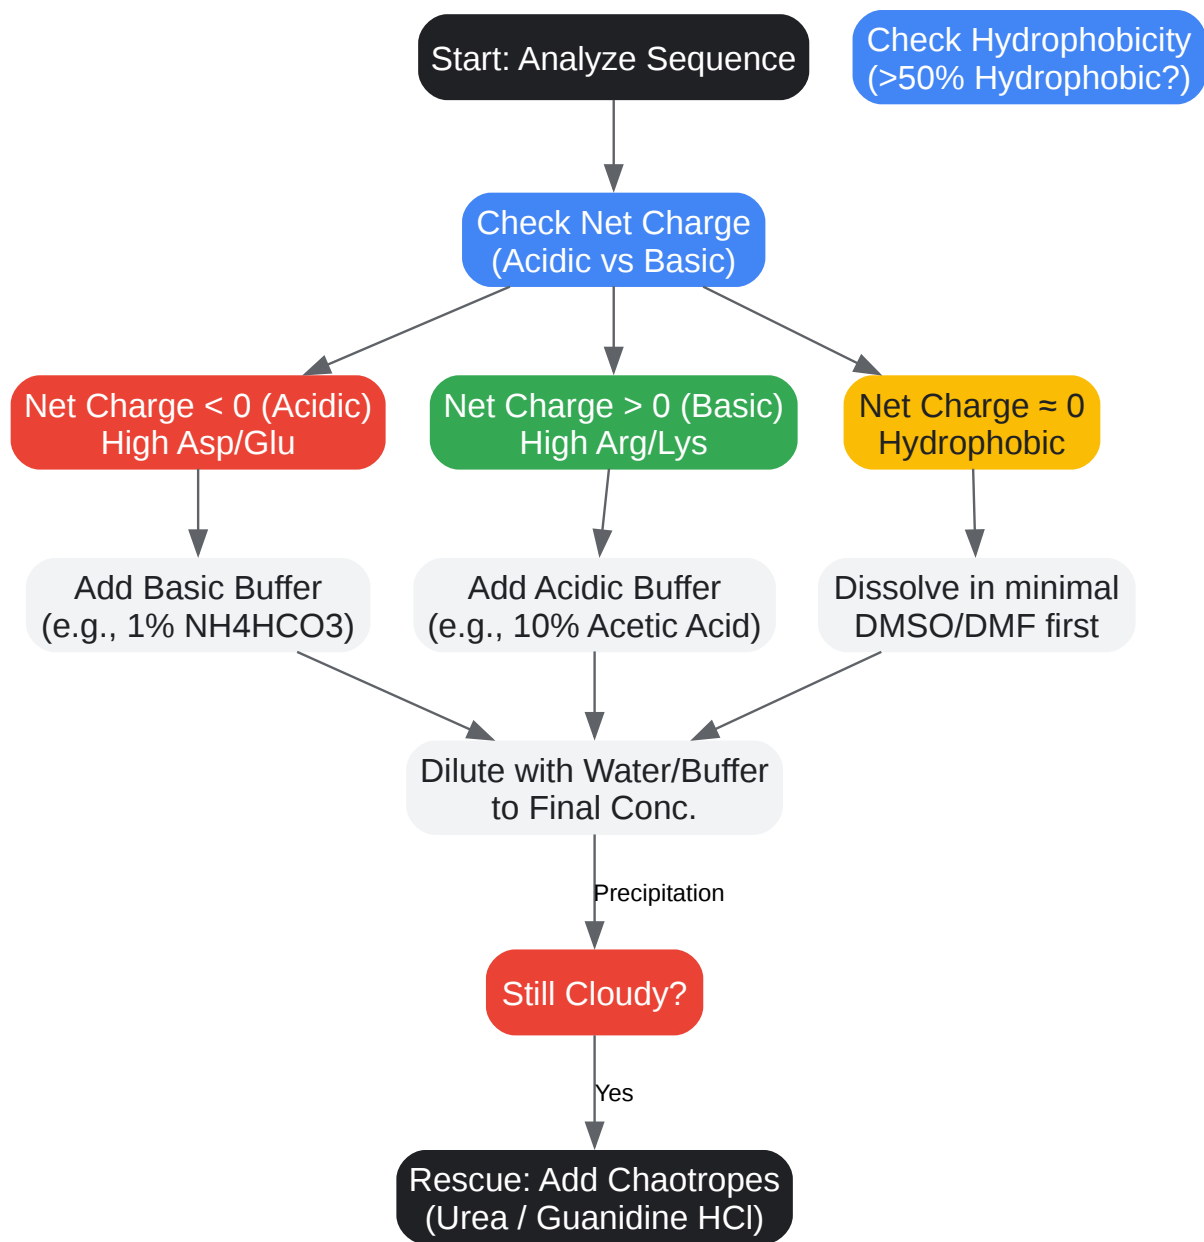 Start: Analyze Sequence
Check Hydrophobicity
(>50% Hydrophobic?)
Check Net Charge
(Acidic vs Basic)
Net Charge < 0 (Acidic)
High Asp/Glu
Net Charge > 0 (Basic)
High Arg/Lys
Net Charge ≈ 0
Hydrophobic
Add Basic Buffer
(e.g., 1% NH4HCO3)
Add Acidic Buffer
(e.g., 10% Acetic Acid)
Dissolve in minimal
DMSO/DMF first
Dilute with Water/Buffer
to Final Conc.
Precipitation
Still Cloudy?
Yes
Rescue: Add Chaotropes
(Urea / Guanidine HCl)